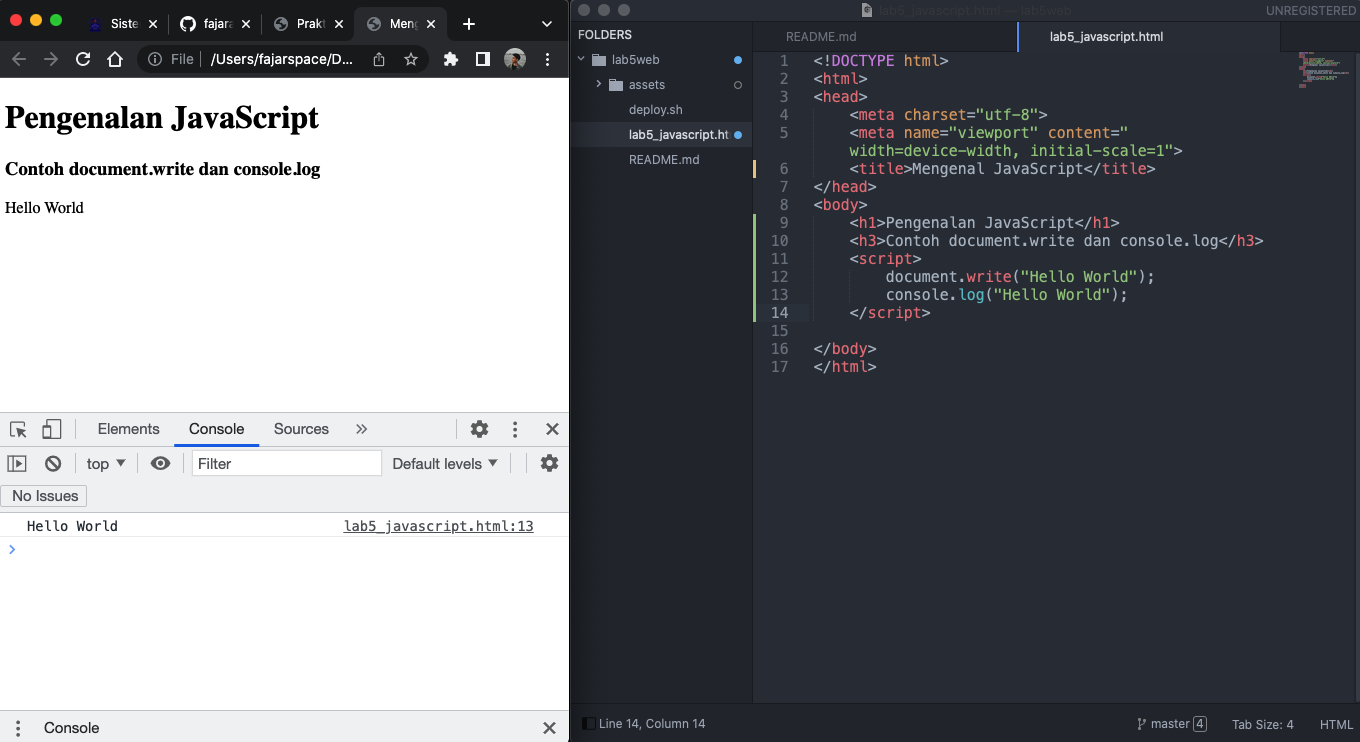 Siste
fajara
Prakt
Meng
File
/Users/fajarspace/D...
Pengenalan JavaScript
Contoh document.write dan console.log
Hello World
Elements
Console
Sources
top
Filter
Default levels
No Issues
Hello World
lab5_javascript.html:13
Console
lab5_javascript.html — lab5web
UNREGISTERED
FOLDERS
lab5web
assets
deploy.sh
lab5_javascript.ht
README.md
README.md
lab5_javascript.html
1 <!DOCTYPE html>
2 <html>
3 <head>
4 <meta charset="utf-8">
5 <meta name="viewport" content="
width=device-width, initial-scale=1">
6 <title>Mengenal JavaScript</title>
7 </head>
8 <body>
9 <h1>Pengenalan JavaScript</h1>
10 <h3>Contoh document.write dan console.log</h3>
11 <script>
12 document.write("Hello World");
13 console.log("Hello World");
14 </script>
15
16 </body>
17 </html>
Line 14, Column 14
master 4
Tab Size: 4
HTML